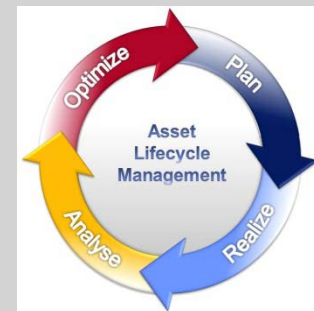 Optimize
Plan
Asset
Lifecycle
Management
Analyse
Realize